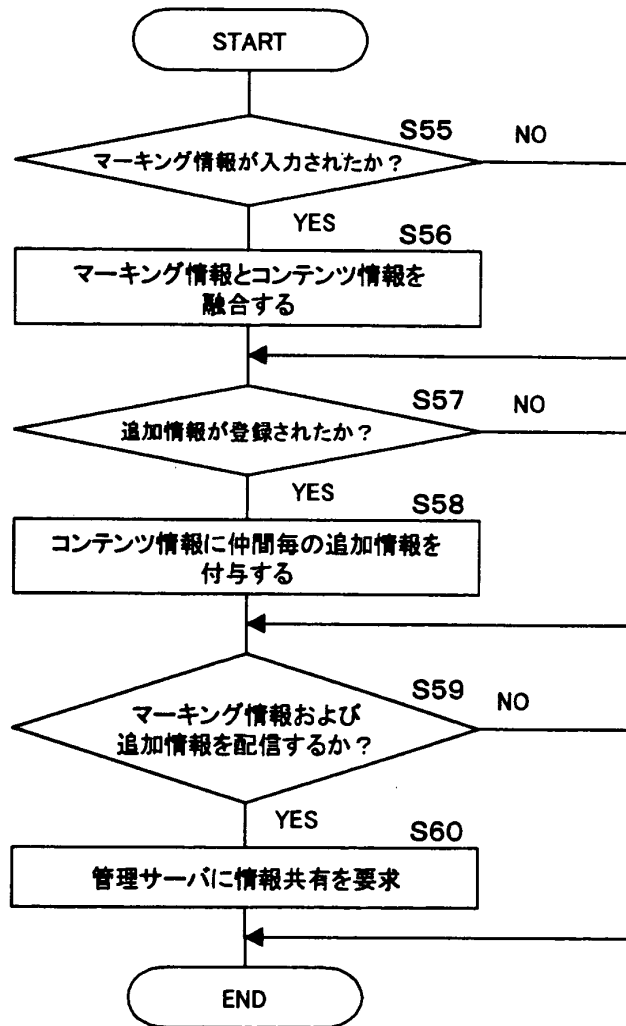 START
S55
NO
マーキング情報が入力されたか？
YES
S56
マーキング情報とコンテンツ情報を
融合する
S57
NO
追加情報が登録されたか？
YES
S58
コンテンツ情報に仲間毎の追加情報を
付与する
S59
NO
マーキング情報および
追加情報を配信するか？
YES
S60
管理サーバに情報共有を要求
END